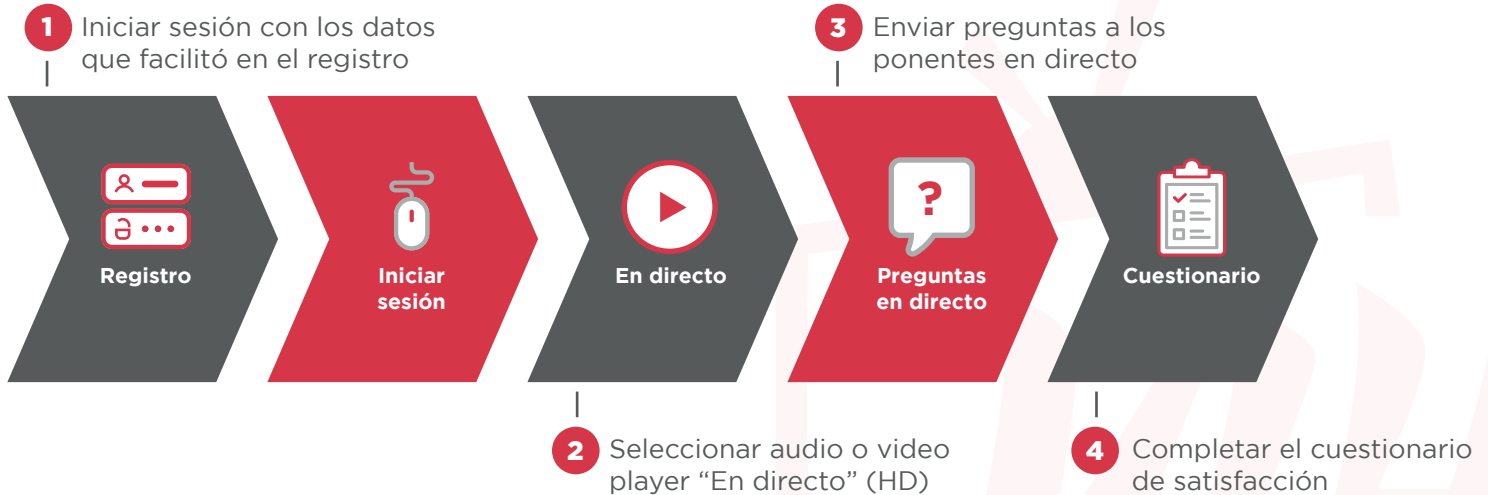 1 Iniciar sesión con los datos
que facilitó en el registro
3 Enviar preguntas a los
ponentes en directo
Registro
Iniciar
sesión
En directo
?
Preguntas
en directo
Cuestionario
2 Seleccionar audio o video
player “En directo” (HD)
4 Completar el cuestionario
de satisfacción